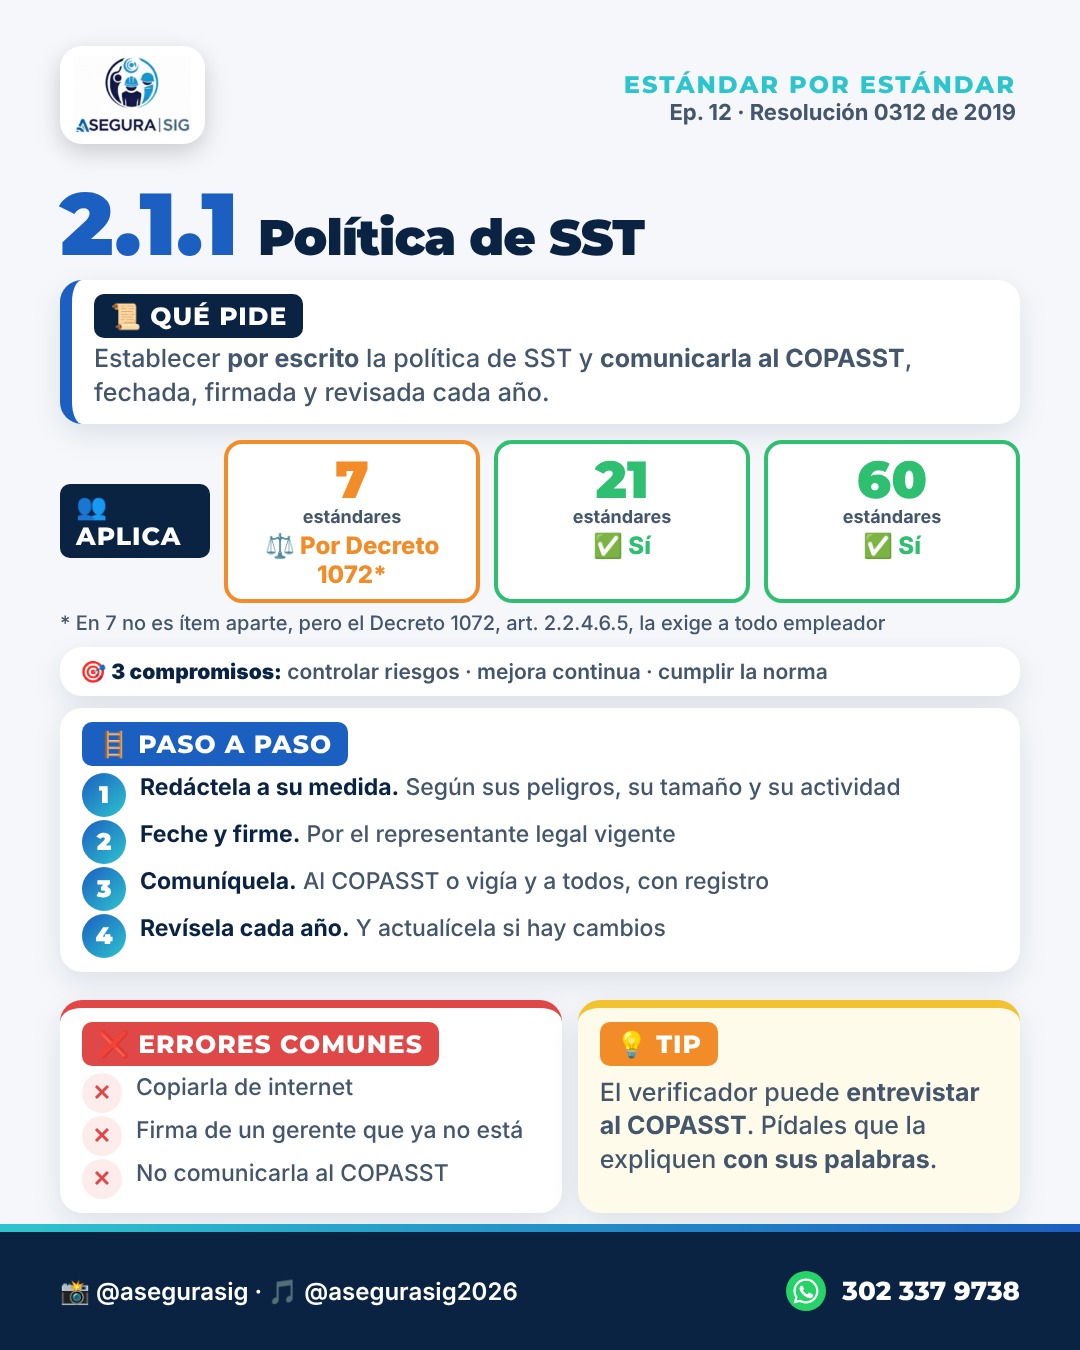 ASEGURA|SIG
ESTÁNDAR POR ESTÁNDAR
Ep. 12 · Resolución 0312 de 2019
2.1.1 Política de SST
📜 QUÉ PIDE
Establecer por escrito la política de SST y comunicarla al COPASST,
fechada, firmada y revisada cada año.
👥
APLICA
7
estándares
⚖️ Por Decreto
1072*
21
estándares
✅ Sí
60
estándares
✅ Sí
* En 7 no es ítem aparte, pero el Decreto 1072, art. 2.2.4.6.5, la exige a todo empleador
🎯 3 compromisos: controlar riesgos · mejora continua · cumplir la norma
🪜 PASO A PASO
1 Redáctela a su medida. Según sus peligros, su tamaño y su actividad
2 Feche y firme. Por el representante legal vigente
3 Comuníquela. Al COPASST o vigía y a todos, con registro
4 Revísela cada año. Y actualícela si hay cambios
❌ ERRORES COMUNES
✕ Copiarla de internet
✕ Firma de un gerente que ya no está
✕ No comunicarla al COPASST
💡 TIP
El verificador puede entrevistar
al COPASST. Pídales que la
expliquen con sus palabras.
📸 @asegurasig · 🎵 @asegurasig2026
302 337 9738